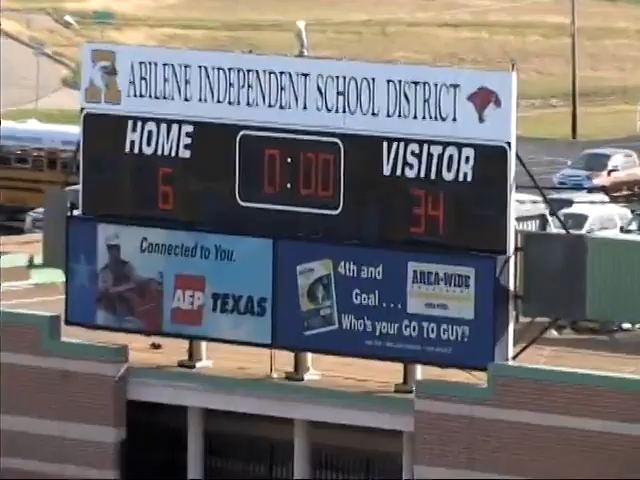 A
ABILENE INDEPENDENT SCHOOL DISTRICT
HOME
VISITOR
0:00
6
34
Connected to You.
AEP TEXAS
4th and
Goal . . .
Who's your GO TO GUY?
AREA-WIDE